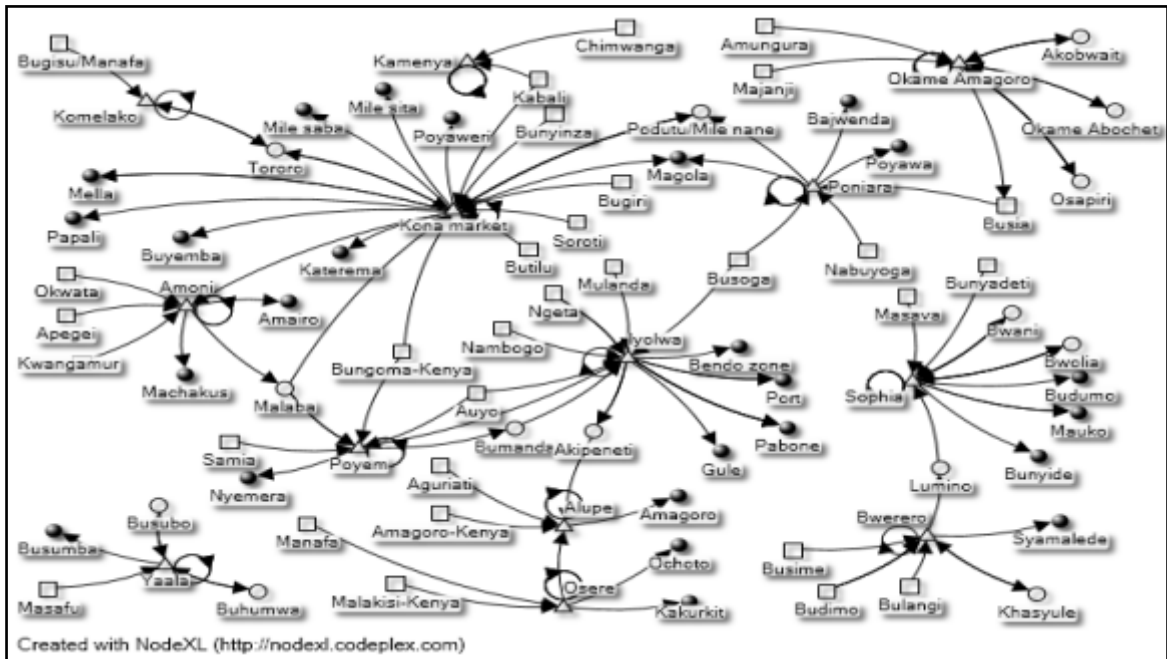 Chimwanga
Amungura
Akobwait
Bugisu/Manafa
Kamenya
Okame Amagoro
Majanji
Kabali
Mile sita
Komelako
Mile saba
Bunyinza
Podutu/Mile nane
Bajwenda
Okame Abochet
Poyaweri
Poyawa
Tororo
Magola
Mella
Poniara
Osapiri
Bugiri
Papali
Kona market
Busia
Soroti
Buyemba
Katerema
Butilu
Nabuyoga
Busoga
Mulanda
Bunyadeti
Okwata
Amoni
Masava
Ngeta
Amairo
Bwani
Apegei
Iyolwa
Nambogo
Kwangamur
Bungoma-Kenya
Bendo zone
Bwolia
Machakus
Port
Sophia
Budumo
Malaba
Auyo
Mauko
Bumanda
Akipeneti
Pabone
Samia
Poyem
Gule
Bunyide
Aguriati
Lumino
Nyemera
Alupe
Amagoro
Busubo
Amagoro-Kenya
Bwerero
Manafa
Syamalede
Busumba
Ochoto
Yaala
Osere
Busime
Masafu
Buhumwa
Malakisi-Kenya
Kakurkit
Budimo
Bulangi
Khasyule
Created with NodeXL (http://nodexl.codeplex.com)